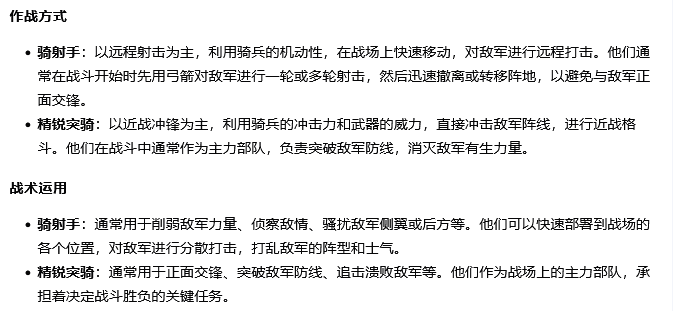 作战方式
• 骑射手：以远程射击为主，利用骑兵的机动性，在战场上快速移动，对敌军进行远程打击。他们通
常在战斗开始时先用弓箭对敌军进行一轮或多轮射击，然后迅速撤离或转移阵地，以避免与敌军正
面交锋。
• 精锐突骑：以近战冲锋为主，利用骑兵的冲击力和武器的威力，直接冲击敌军阵线，进行近战格
斗。他们在战斗中通常作为主力部队，负责突破敌军防线，消灭敌军有生力量。
战术运用
• 骑射手：通常用于削弱敌军力量、侦察敌情、骚扰敌军侧翼或后方等。他们可以快速部署到战场的
各个位置，对敌军进行分散打击，打乱敌军的阵型和士气。
• 精锐突骑：通常用于正面交锋、突破敌军防线、追击溃败敌军等。他们作为战场上的主力部队，承
担着决定战斗胜负的关键任务。